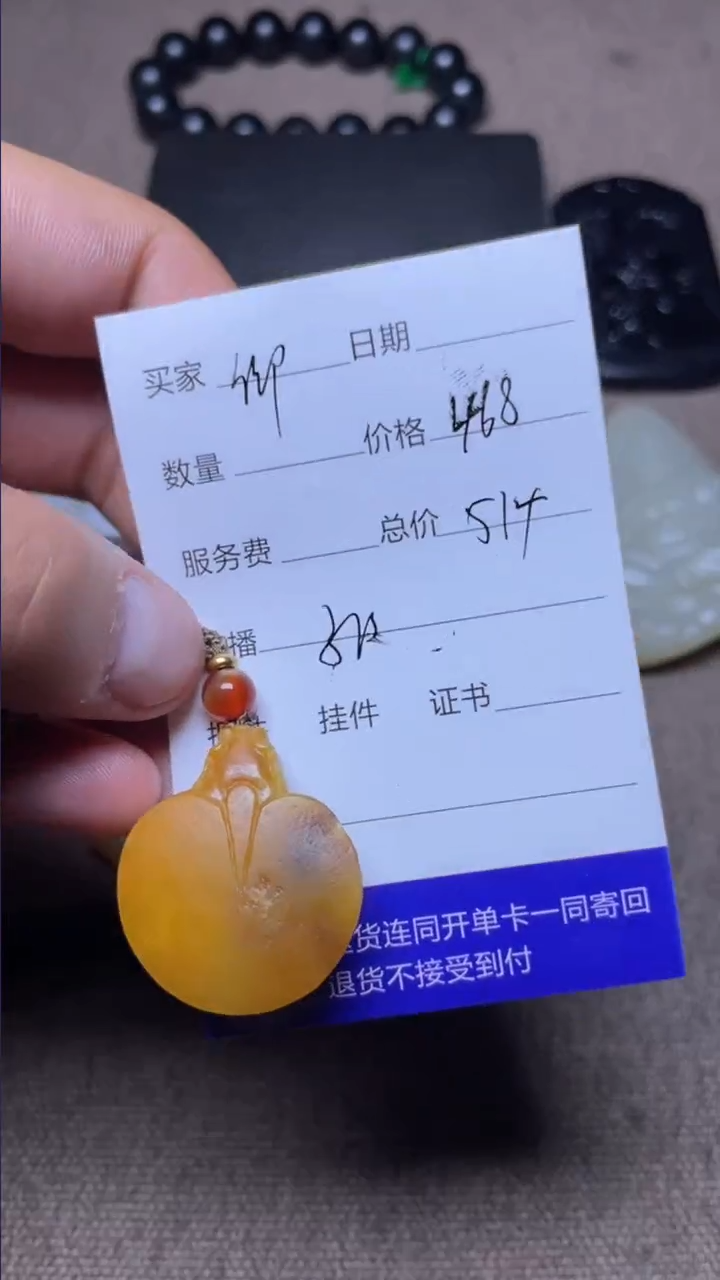 买家 日期
数量 价格 468
服务费 总价 514
播
挂件 证书
货连同开单卡一同寄回
退货不接受到付